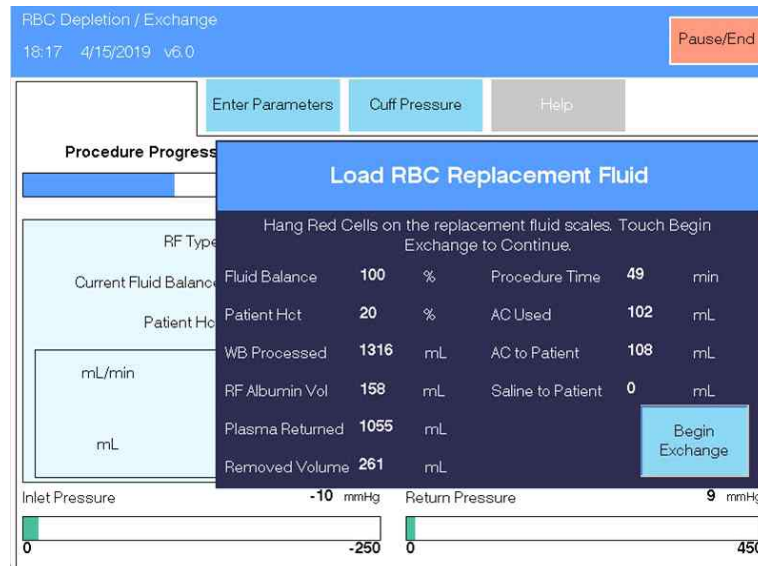 RBC Depletion / Exchange
18:17 4/15/2019 v6.0
Pause/End
Enter Parameters
Cuff Pressure
Help
Procedure Progress
Load RBC Replacement Fluid
Hang Red Cells on the replacement fluid scales. Touch Begin
Exchange to Continue.
RF Type
Current Fluid Balance
Patient Hc
mL/min
mL
Fluid Balance 100 % Procedure Time 49 min
Patient Hct 20 % AC Used 102 mL
WB Processed 1316 mL AC to Patient 108 mL
RF Albumin Vol 158 mL Saline to Patient 0 mL
Plasma Returned 1055 mL
Removed Volume 261 mL
Begin
Exchange
Inlet Pressure -10 mmHg Return Pressure 9 mmHg
0 -250 0 450